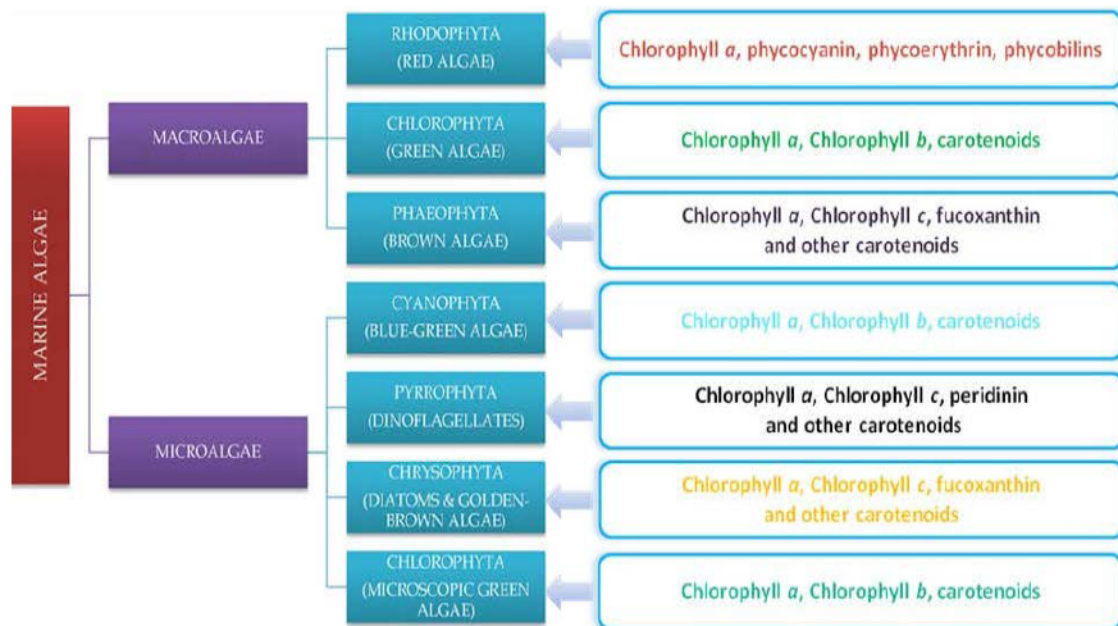 MARINE ALGAE
MACROALGAE
RHODOPHYTA
(RED ALGAE)
Chlorophyll a, phycocyanin, phycoerythrin, phycobilins
CHLOROPHYTA
(GREEN ALGAE)
Chlorophyll a, Chlorophyll b, carotenoids
PHAEOPHYTA
(BROWN ALGAE)
Chlorophyll a, Chlorophyll c, fucoxanthin
and other carotenoids
MICROALGAE
CYANOPHYTA
(BLUE-GREEN ALGAE)
Chlorophyll a, Chlorophyll b, carotenoids
PYRROPHYTA
(DINOFLAGELLATES)
Chlorophyll a, Chlorophyll c, peridinin
and other carotenoids
CHRYSOPHYTA
(DIATOMS & GOLDEN-
BROWN ALGAE)
Chlorophyll a, Chlorophyll c, fucoxanthin
and other carotenoids
CHLOROPHYTA
(MICROSCOPIC GREEN
ALGAE)
Chlorophyll a, Chlorophyll b, carotenoids